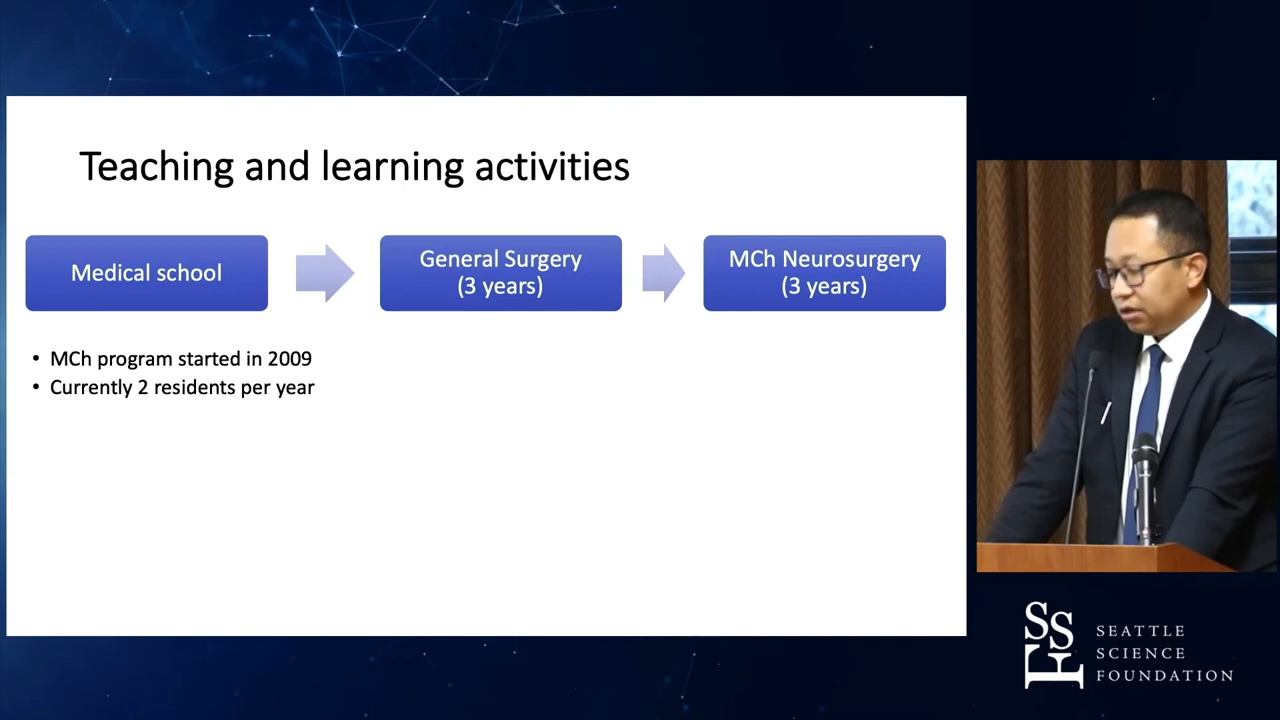 Teaching and learning activities
Medical school
General Surgery
(3 years)
MCh Neurosurgery
(3 years)
• MCh program started in 2009
• Currently 2 residents per year
SSF
SEATTLE
SCIENCE
FOUNDATION